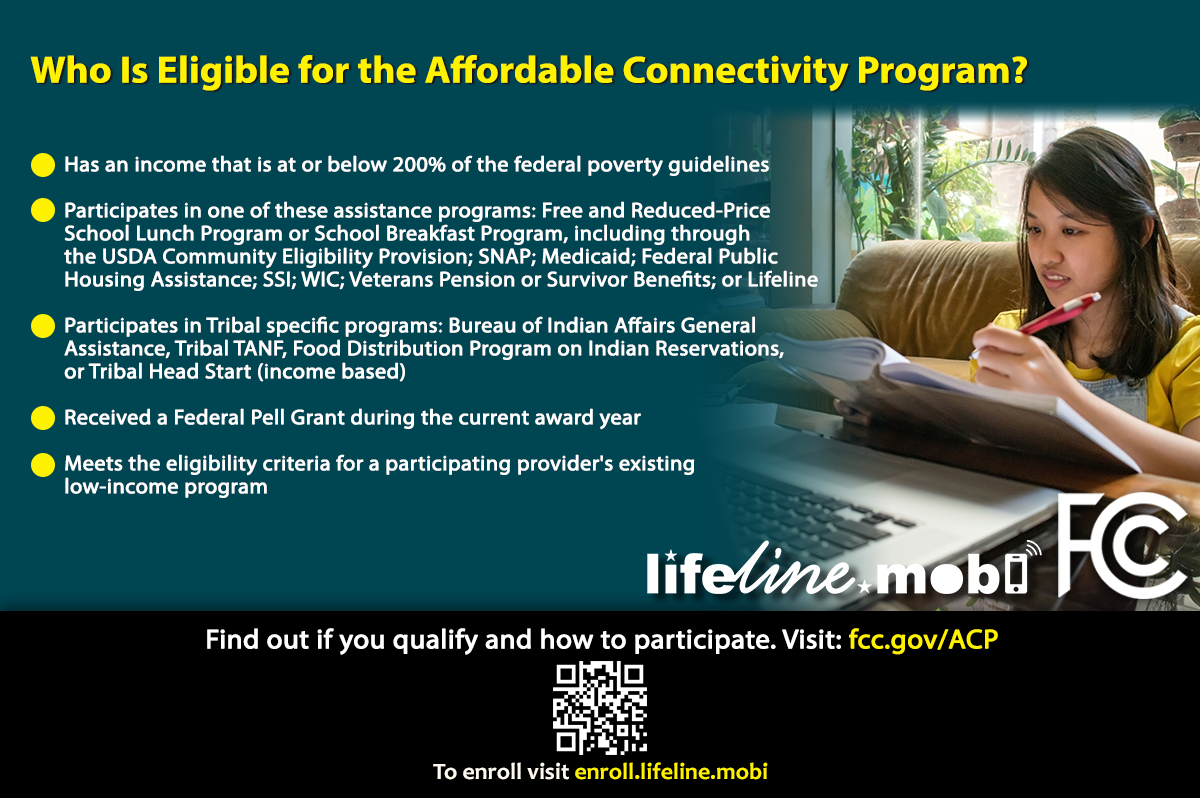 Who Is Eligible for the Affordable Connectivity Program?
Has an income that is at or below 200% of the federal poverty guidelines
Participates in one of these assistance programs: Free and Reduced-Price
School Lunch Program or School Breakfast Program, including through
the USDA Community Eligibility Provision; SNAP; Medicaid; Federal Public
Housing Assistance; SSI; WIC; Veterans Pension or Survivor Benefits; or Lifeline
Participates in Tribal specific programs: Bureau of Indian Affairs General
Assistance, Tribal TANF, Food Distribution Program on Indian Reservations,
or Tribal Head Start (income based)
Received a Federal Pell Grant during the current award year
Meets the eligibility criteria for a participating provider's existing
low-income program
lifeline.mobi
FCC
Find out if you qualify and how to participate. Visit: fcc.gov/ACP
To enroll visit enroll.lifeline.mobi